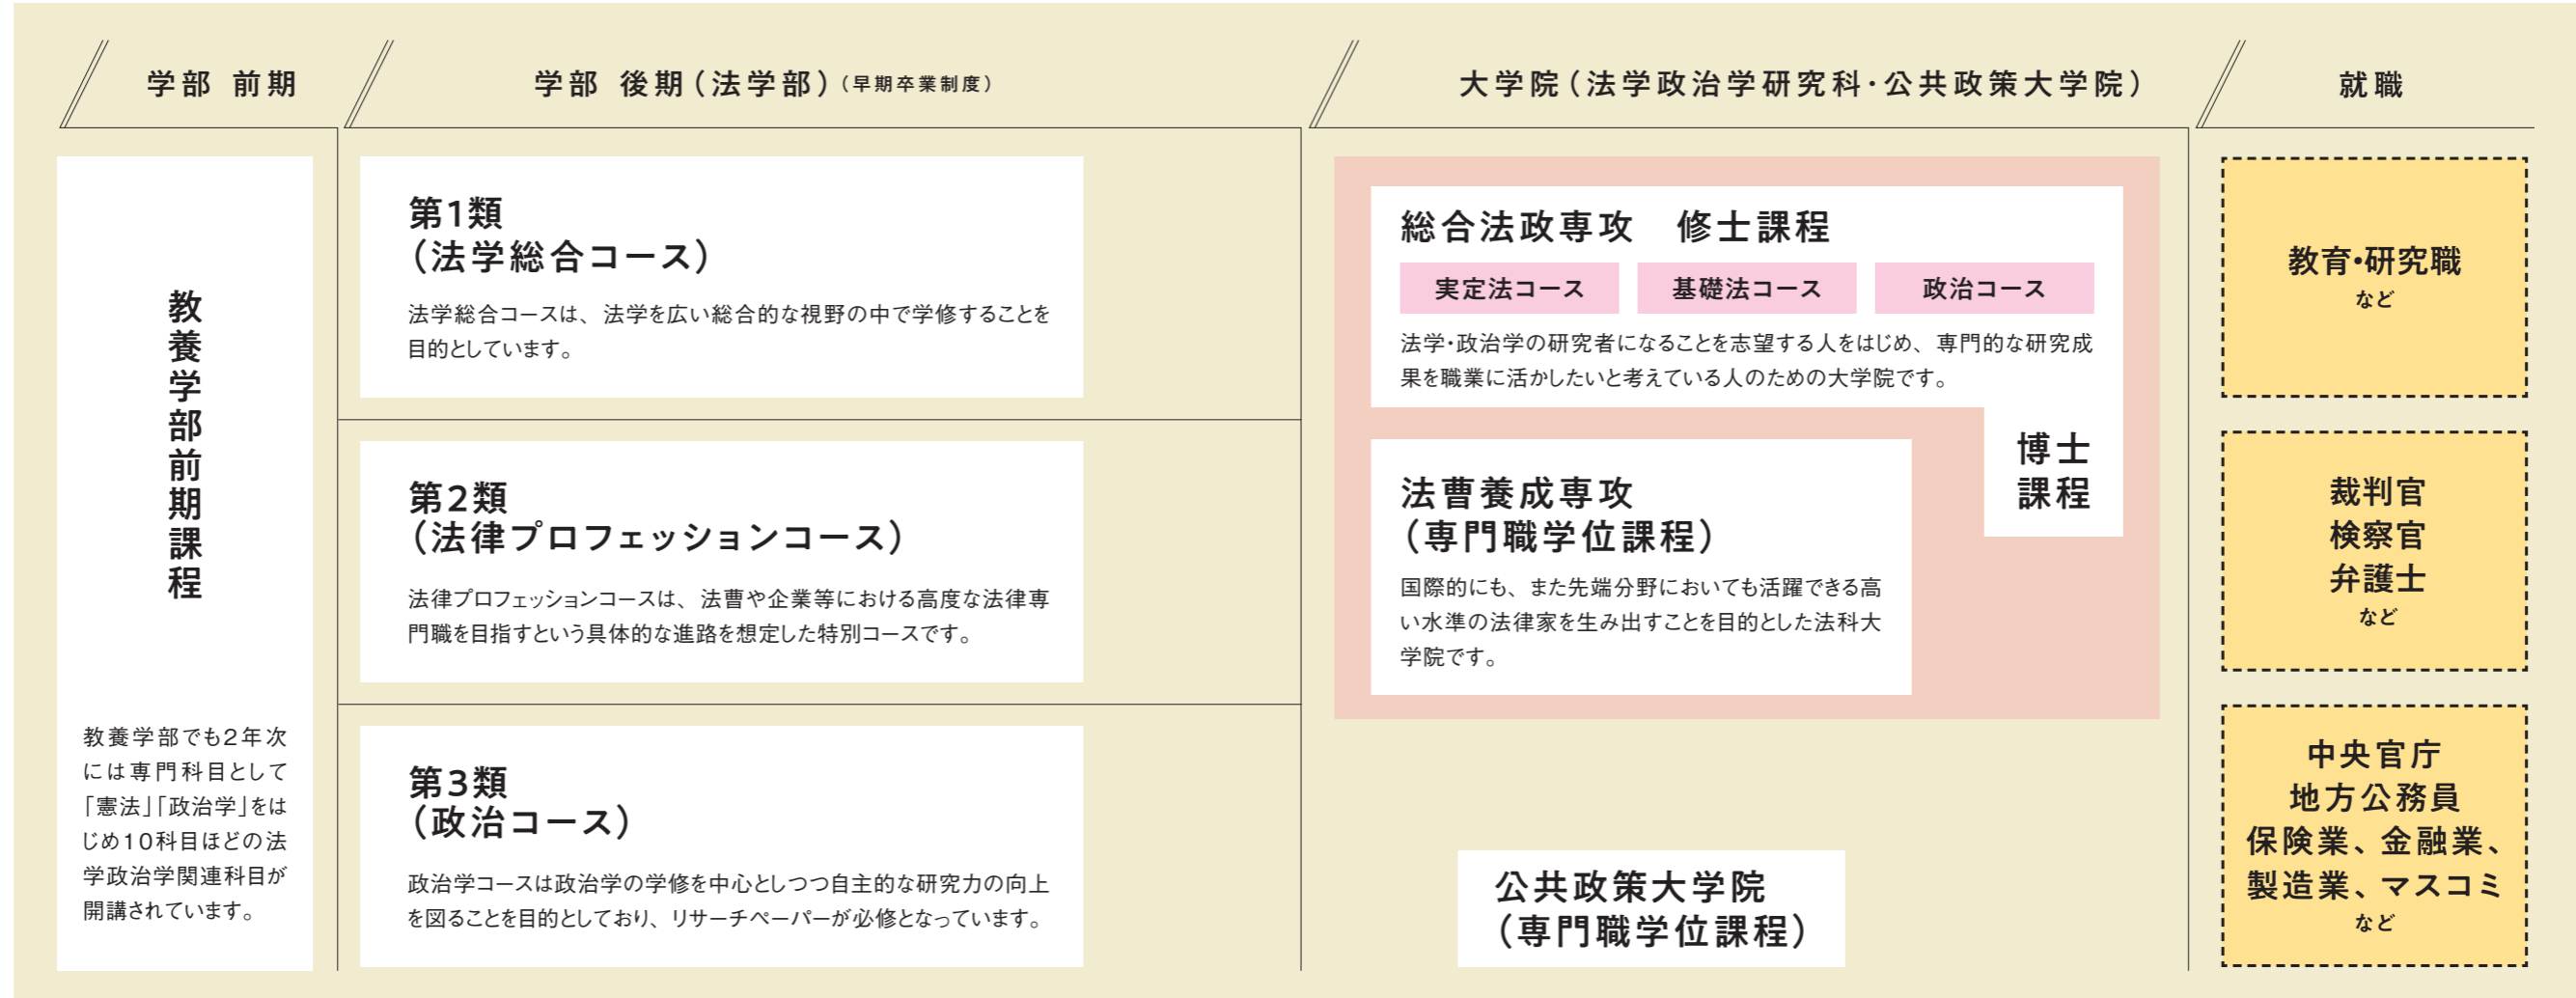 学部 前期
学部 後期（法学部）（早期卒業制度）
大学院（法学政治学研究科・公共政策大学院）
就職
教養学部前期課程
教養学部でも2年次
には専門科目として
「憲法」「政治学」をは
じめ10科目ほどの法
学政治学関連科目が
開講されています。
第1類
（法学総合コース）
法学総合コースは、法学を広い総合的な視野の中で学修することを
目的としています。
第2類
（法律プロフェッションコース）
法律プロフェッションコースは、法曹や企業等における高度な法律専
門職を目指すという具体的な進路を想定した特別コースです。
第3類
（政治コース）
政治学コースは政治学の学修を中心としつつ自主的な研究力の向上
を図ることを目的としており、リサーチペーパーが必修となっています。
総合法政専攻　修士課程
実定法コース
基礎法コース
政治コース
法学・政治学の研究者になることを志望する人をはじめ、専門的な研究成
果を職業に活かしたいと考えている人のための大学院です。
博士
課程
法曹養成専攻
（専門職学位課程）
国際的にも、また先端分野においても活躍できる高
い水準の法律家を生み出すことを目的とした法科大
学院です。
公共政策大学院
（専門職学位課程）
教育・研究職
など
裁判官
検察官
弁護士
など
中央官庁
地方公務員
保険業、金融業、
製造業、マスコミ
など